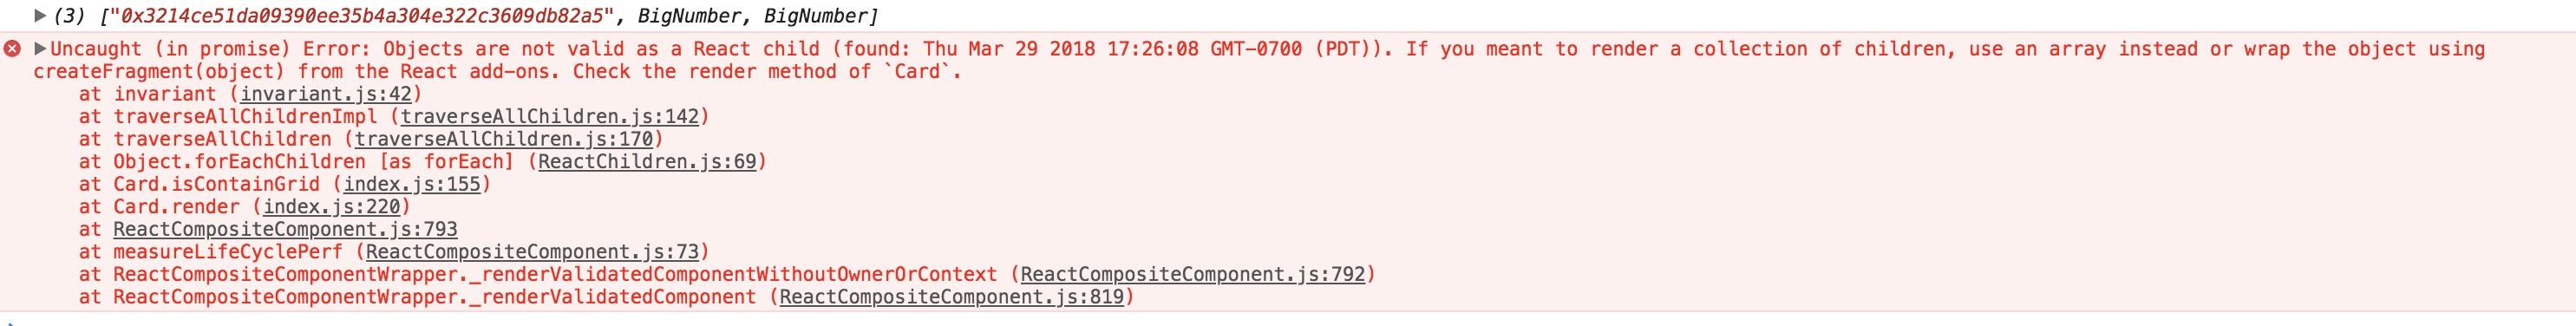 (3) ["0x3214ce51da09390ee35b4a304e322c3609db82a5", BigNumber, BigNumber]
Uncaught (in promise) Error: Objects are not valid as a React child (found: Thu Mar 29 2018 17:26:08 GMT-0700 (PDT)). If you meant to render a collection of children, use an array instead or wrap the object using
createFragment(object) from the React add-ons. Check the render method of `Card`.
at invariant (invariant.js:42)
at traverseAllChildrenImpl (traverseAllChildren.js:142)
at traverseAllChildren (traverseAllChildren.js:170)
at Object.forEachChildren [as forEach] (ReactChildren.js:69)
at Card.isContainGrid (index.js:155)
at Card.render (index.js:220)
at ReactCompositeComponent.js:793
at measureLifeCyclePerf (ReactCompositeComponent.js:73)
at ReactCompositeComponentWrapper._renderValidatedComponentWithoutOwnerOrContext (ReactCompositeComponent.js:792)
at ReactCompositeComponentWrapper._renderValidatedComponent (ReactCompositeComponent.js:819)